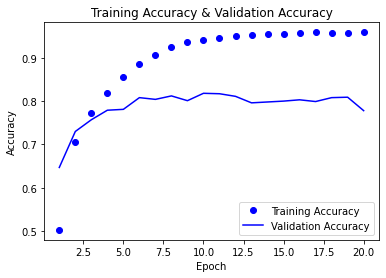 Training Accuracy & Validation Accuracy
Accuracy
0.9
0.8
0.7
0.6
0.5
2.5 5.0 7.5 10.0 12.5 15.0 17.5 20.0
Epoch
Training Accuracy
Validation Accuracy